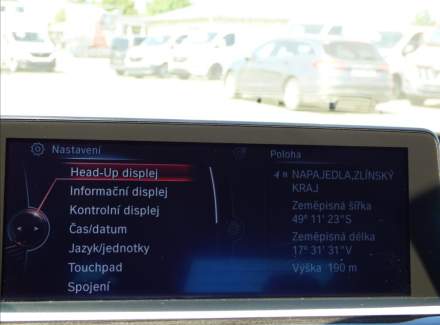 Nastavení
Head-Up displej
Informační displej
Kontrolní displej
Čas/datum
Jazyk/jednotky
Touchpad
Spojení
Poloha
NAPAJEDLA,ZLÍNSKÝ
KRAJ
Zeměpisná šířka
49° 11' 23"S
Zeměpisná délka
17° 31' 31"V
Výška 190 m